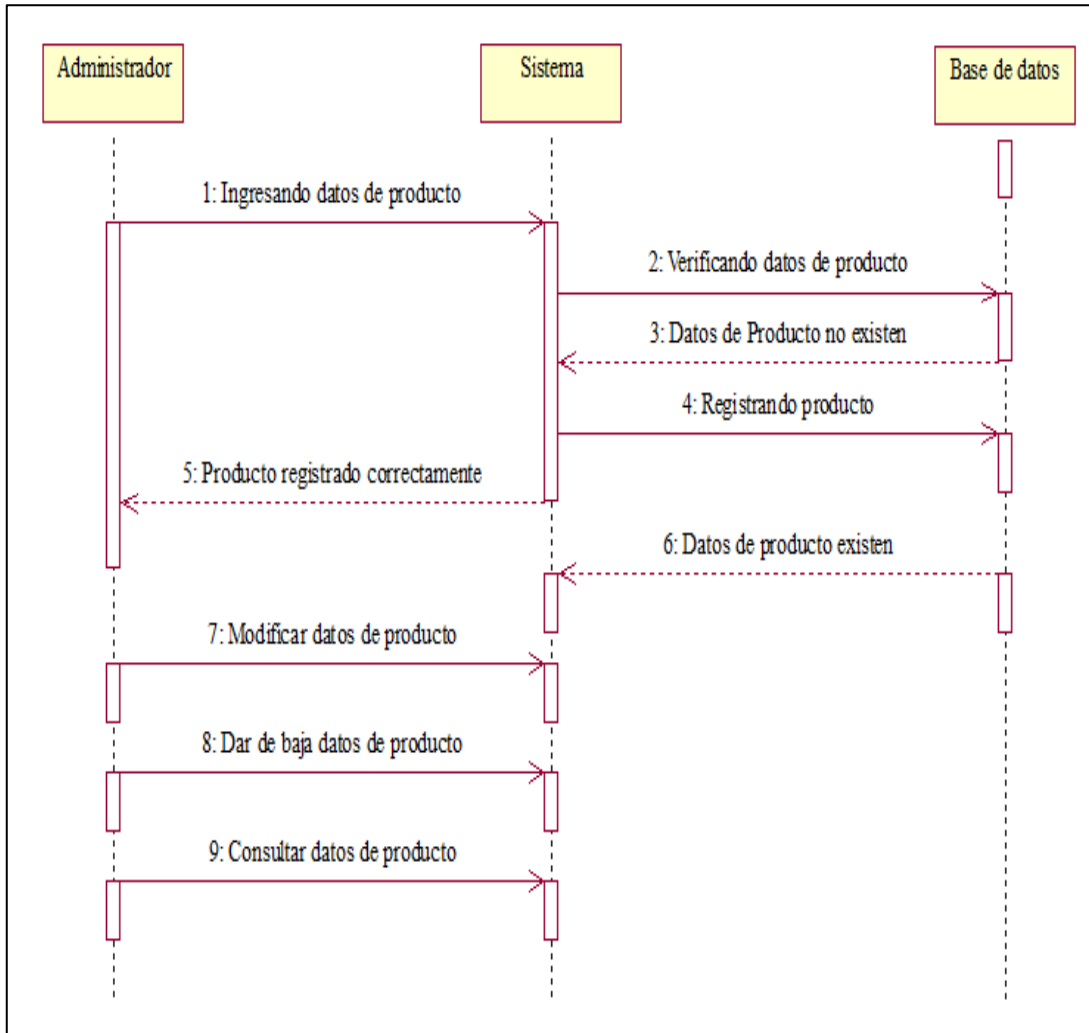 Administrador
Sistema
Base de datos
1: Ingresando datos de producto
2: Verificando datos de producto
3: Datos de Producto no existen
4: Registrando producto
5: Producto registrado correctamente
6: Datos de producto existen
7: Modificar datos de producto
8: Dar de baja datos de producto
9: Consultar datos de producto